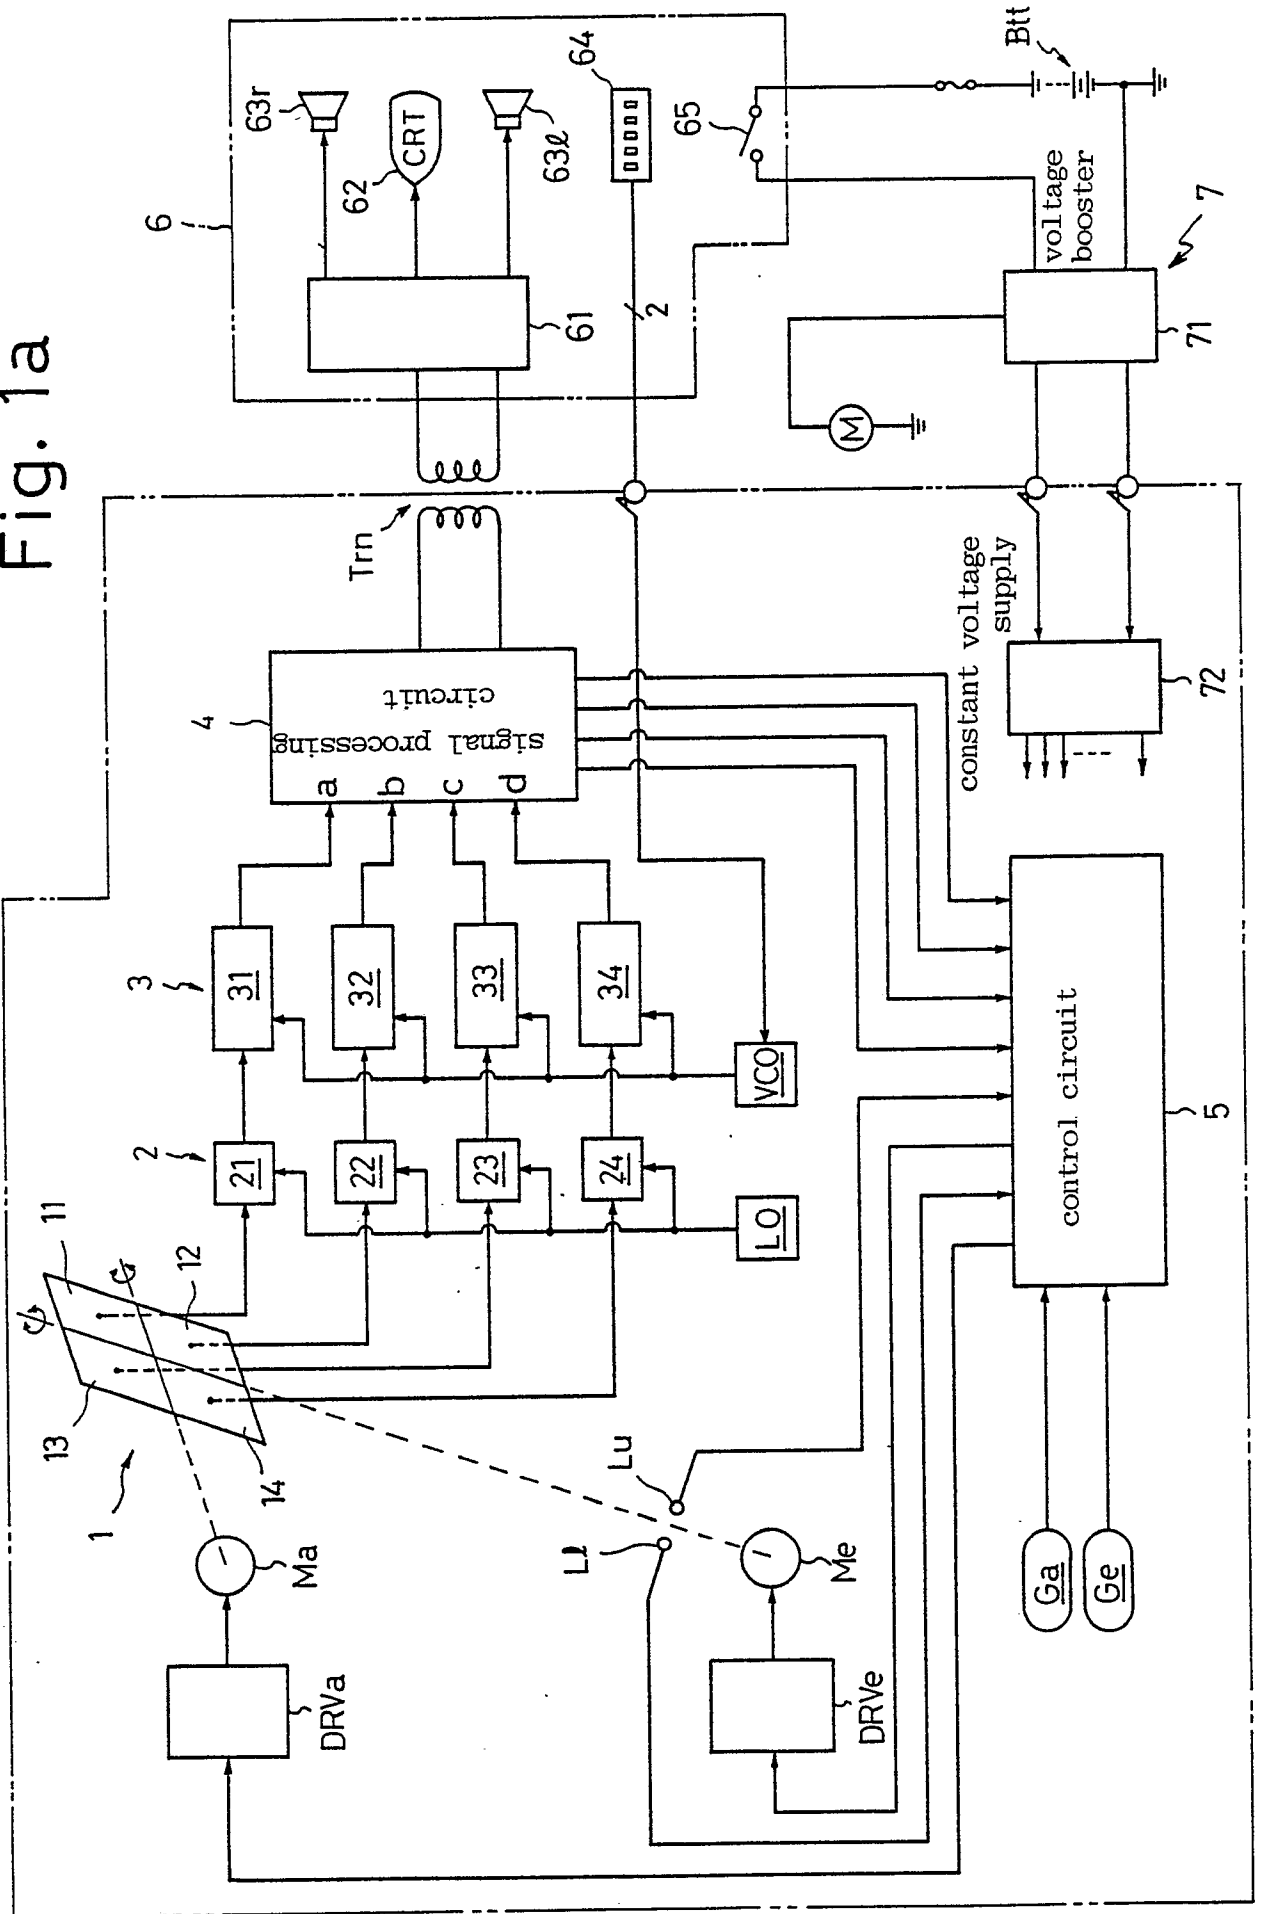 Fig. 1a
1
11
12
13
14
2
21
22
23
24
LO
3
31
32
33
34
VCO
4
a
b
c
d
signal processing
circuit
Trn
6
61
62
CRT
63r
63ℓ
64
65
2
Btt
voltage
booster
7
71
M
constant voltage
supply
72
control circuit
5
Ga
Ge
Ma
DRVa
Me
DRVe
Lu
Lℓ